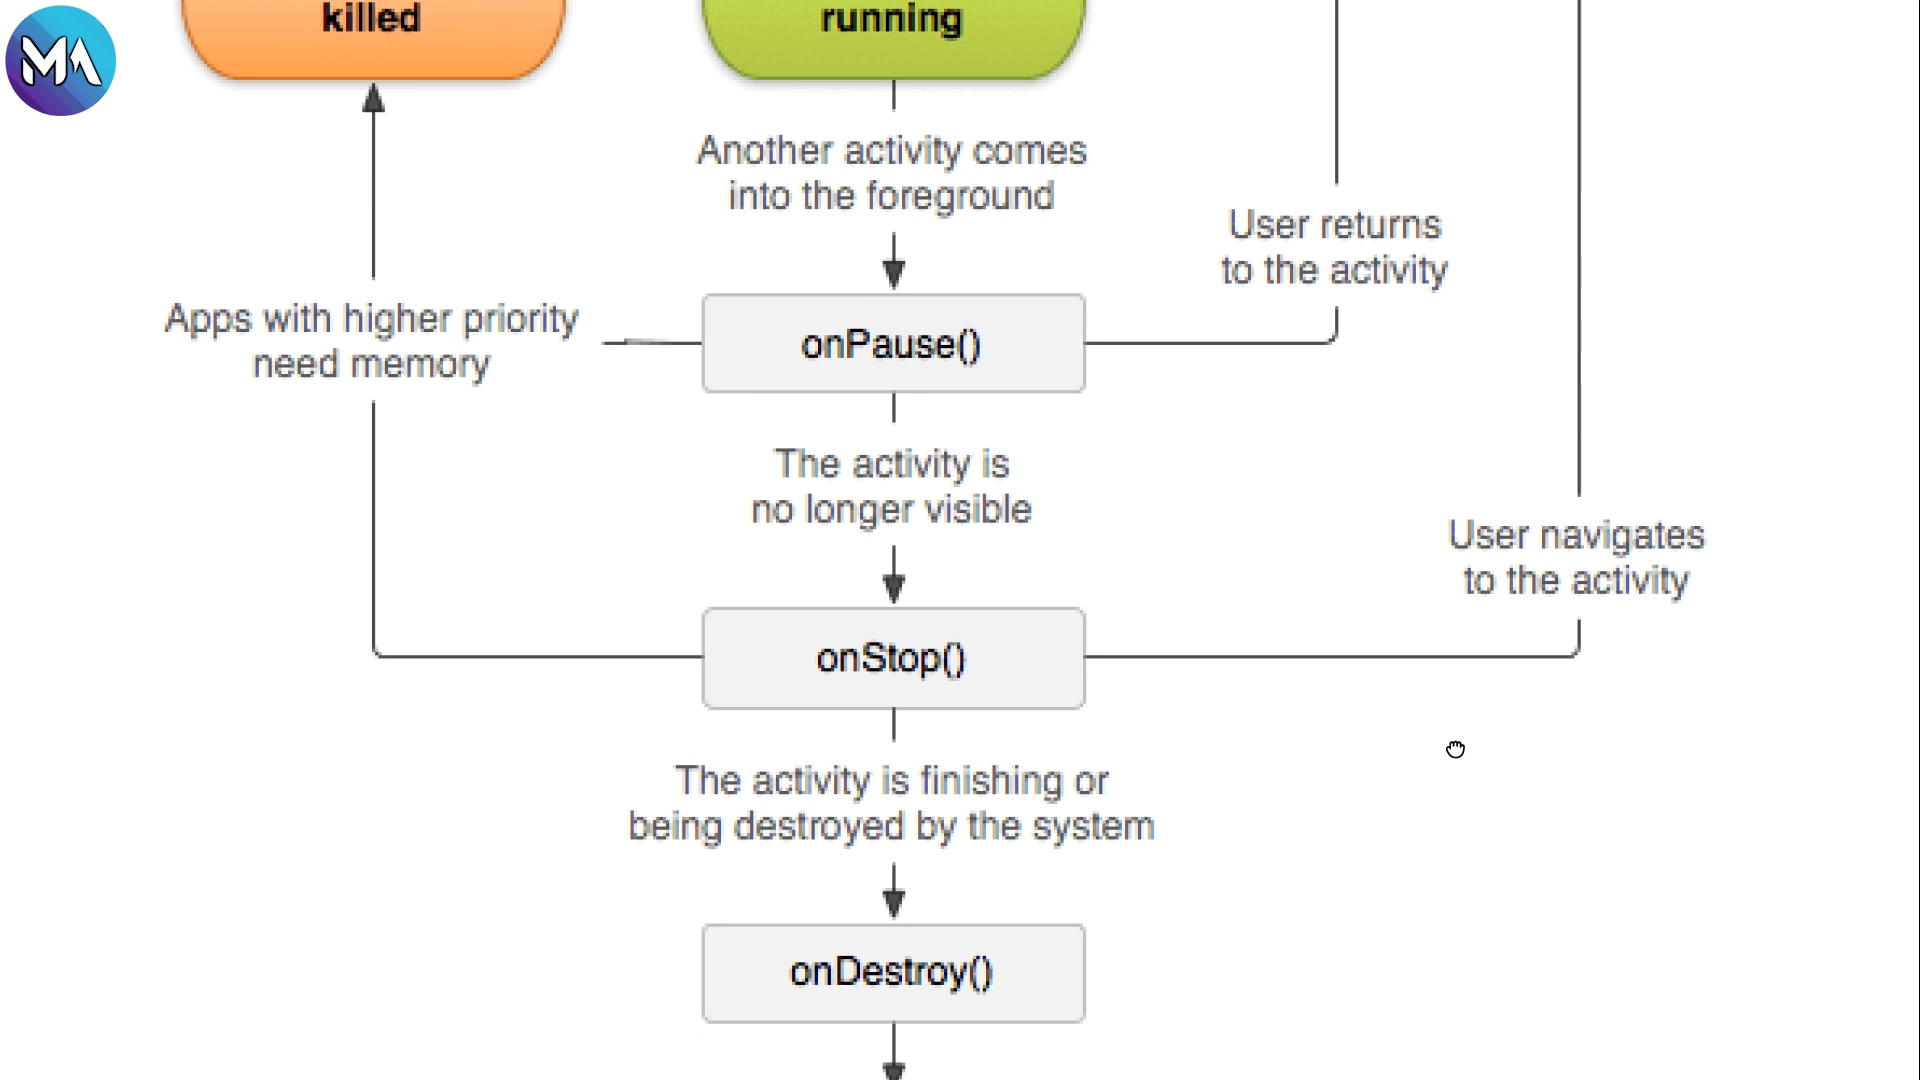 MA
killed
running
Another activity comes
into the foreground
User returns
to the activity
Apps with higher priority
need memory
onPause()
The activity is
no longer visible
User navigates
to the activity
onStop()
The activity is finishing or
being destroyed by the system
onDestroy()